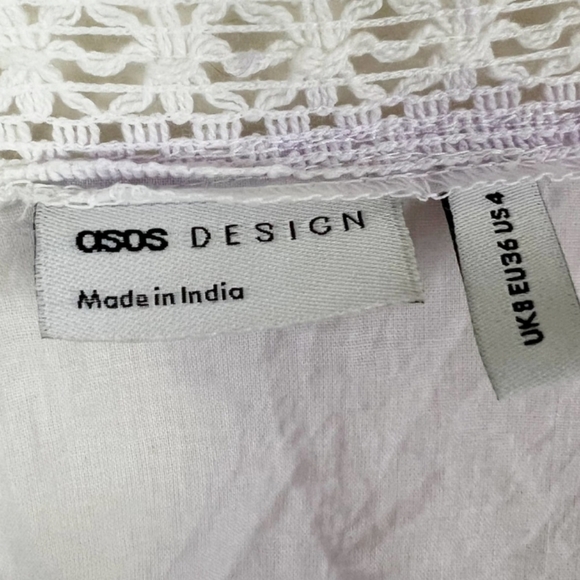 asos DESIGN
Made in India
UK8 EU36 US4